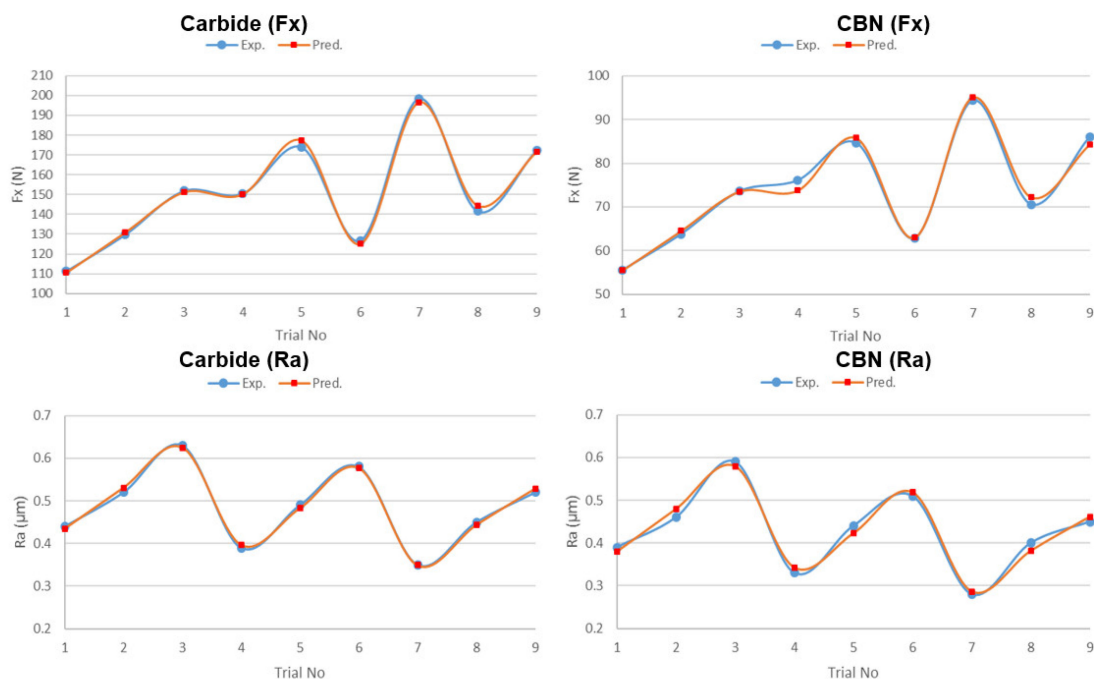 Carbide (Fx)
Exp. Pred.
Fx (N)
210
200
190
180
170
160
150
140
130
120
110
100
1 2 3 4 5 6 7 8 9
Trial No
CBN (Fx)
Exp. Pred.
Fx (N)
100
90
80
70
60
50
1 2 3 4 5 6 7 8 9
Trial No
Carbide (Ra)
Exp. Pred.
Ra (µm)
0.7
0.6
0.5
0.4
0.3
0.2
1 2 3 4 5 6 7 8 9
Trial No
CBN (Ra)
Exp. Pred.
Ra (µm)
0.7
0.6
0.5
0.4
0.3
0.2
1 2 3 4 5 6 7 8 9
Trial No